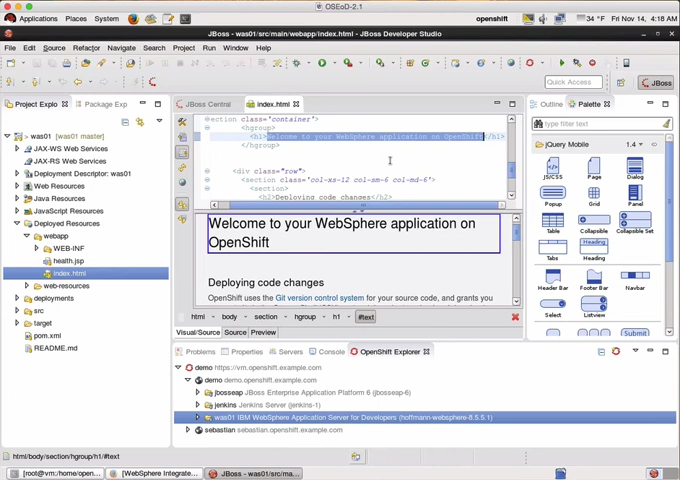 OSEoD-2.1
Applications Places System openshift 34 °F Fri Nov 14, 4:18 AM
JBoss - was01/src/main/webapp/index.html - JBoss Developer Studio
File Edit Source Refactor Navigate Search Project Run Window Help
Quick Access JBoss
Project Explo Package Exp
JBoss Central index.html
Outline Palette
was01 [was01 master]
JAX-WS Web Services
JAX-RS Web Services
Deployment Descriptor: was01
Web Resources
Java Resources
JavaScript Resources
Deployed Resources
webapp
WEB-INF
health.jsp
index.html
web-resources
deployments
src
target
pom.xml
README.md
ection class='container'>
<hgroup>
<h1>Welcome to your WebSphere application on OpenShift</h1>
</hgroup>
<div class="row">
<section class='col-xs-12 col-sm-6 col-md-6'>
<section>
<h2>Deploying code changes</h2>
Welcome to your WebSphere application on
OpenShift
Deploying code changes
OpenShift uses the Git version control system for your source code, and grants you
html body section hgroup h1 #text
Visual/Source Source Preview
type filter text
jQuery Mobile 1.4
JS/CSS Page Dialog
Popup Grid Panel
Table Collapsible Collapsible Set
Tabs Heading
Header Bar Footer Bar Navbar
Select Listview
Submit
Problems Properties Servers Console OpenShift Explorer
demo https://vm.openshift.example.com
demo demo.openshift.example.com
jbosseap JBoss Enterprise Application Platform 6 (jbosseap-6)
jenkins Jenkins Server (jenkins-1)
was01 IBM WebSphere Application Server for Developers (hoffmann-websphere-8.5.5.1)
sebastian sebastian.openshift.example.com
html/body/section/hgroup/h1/#text
[root@vm:/home/open... [WebSphere Integrate... JBoss - was01/src/ma...